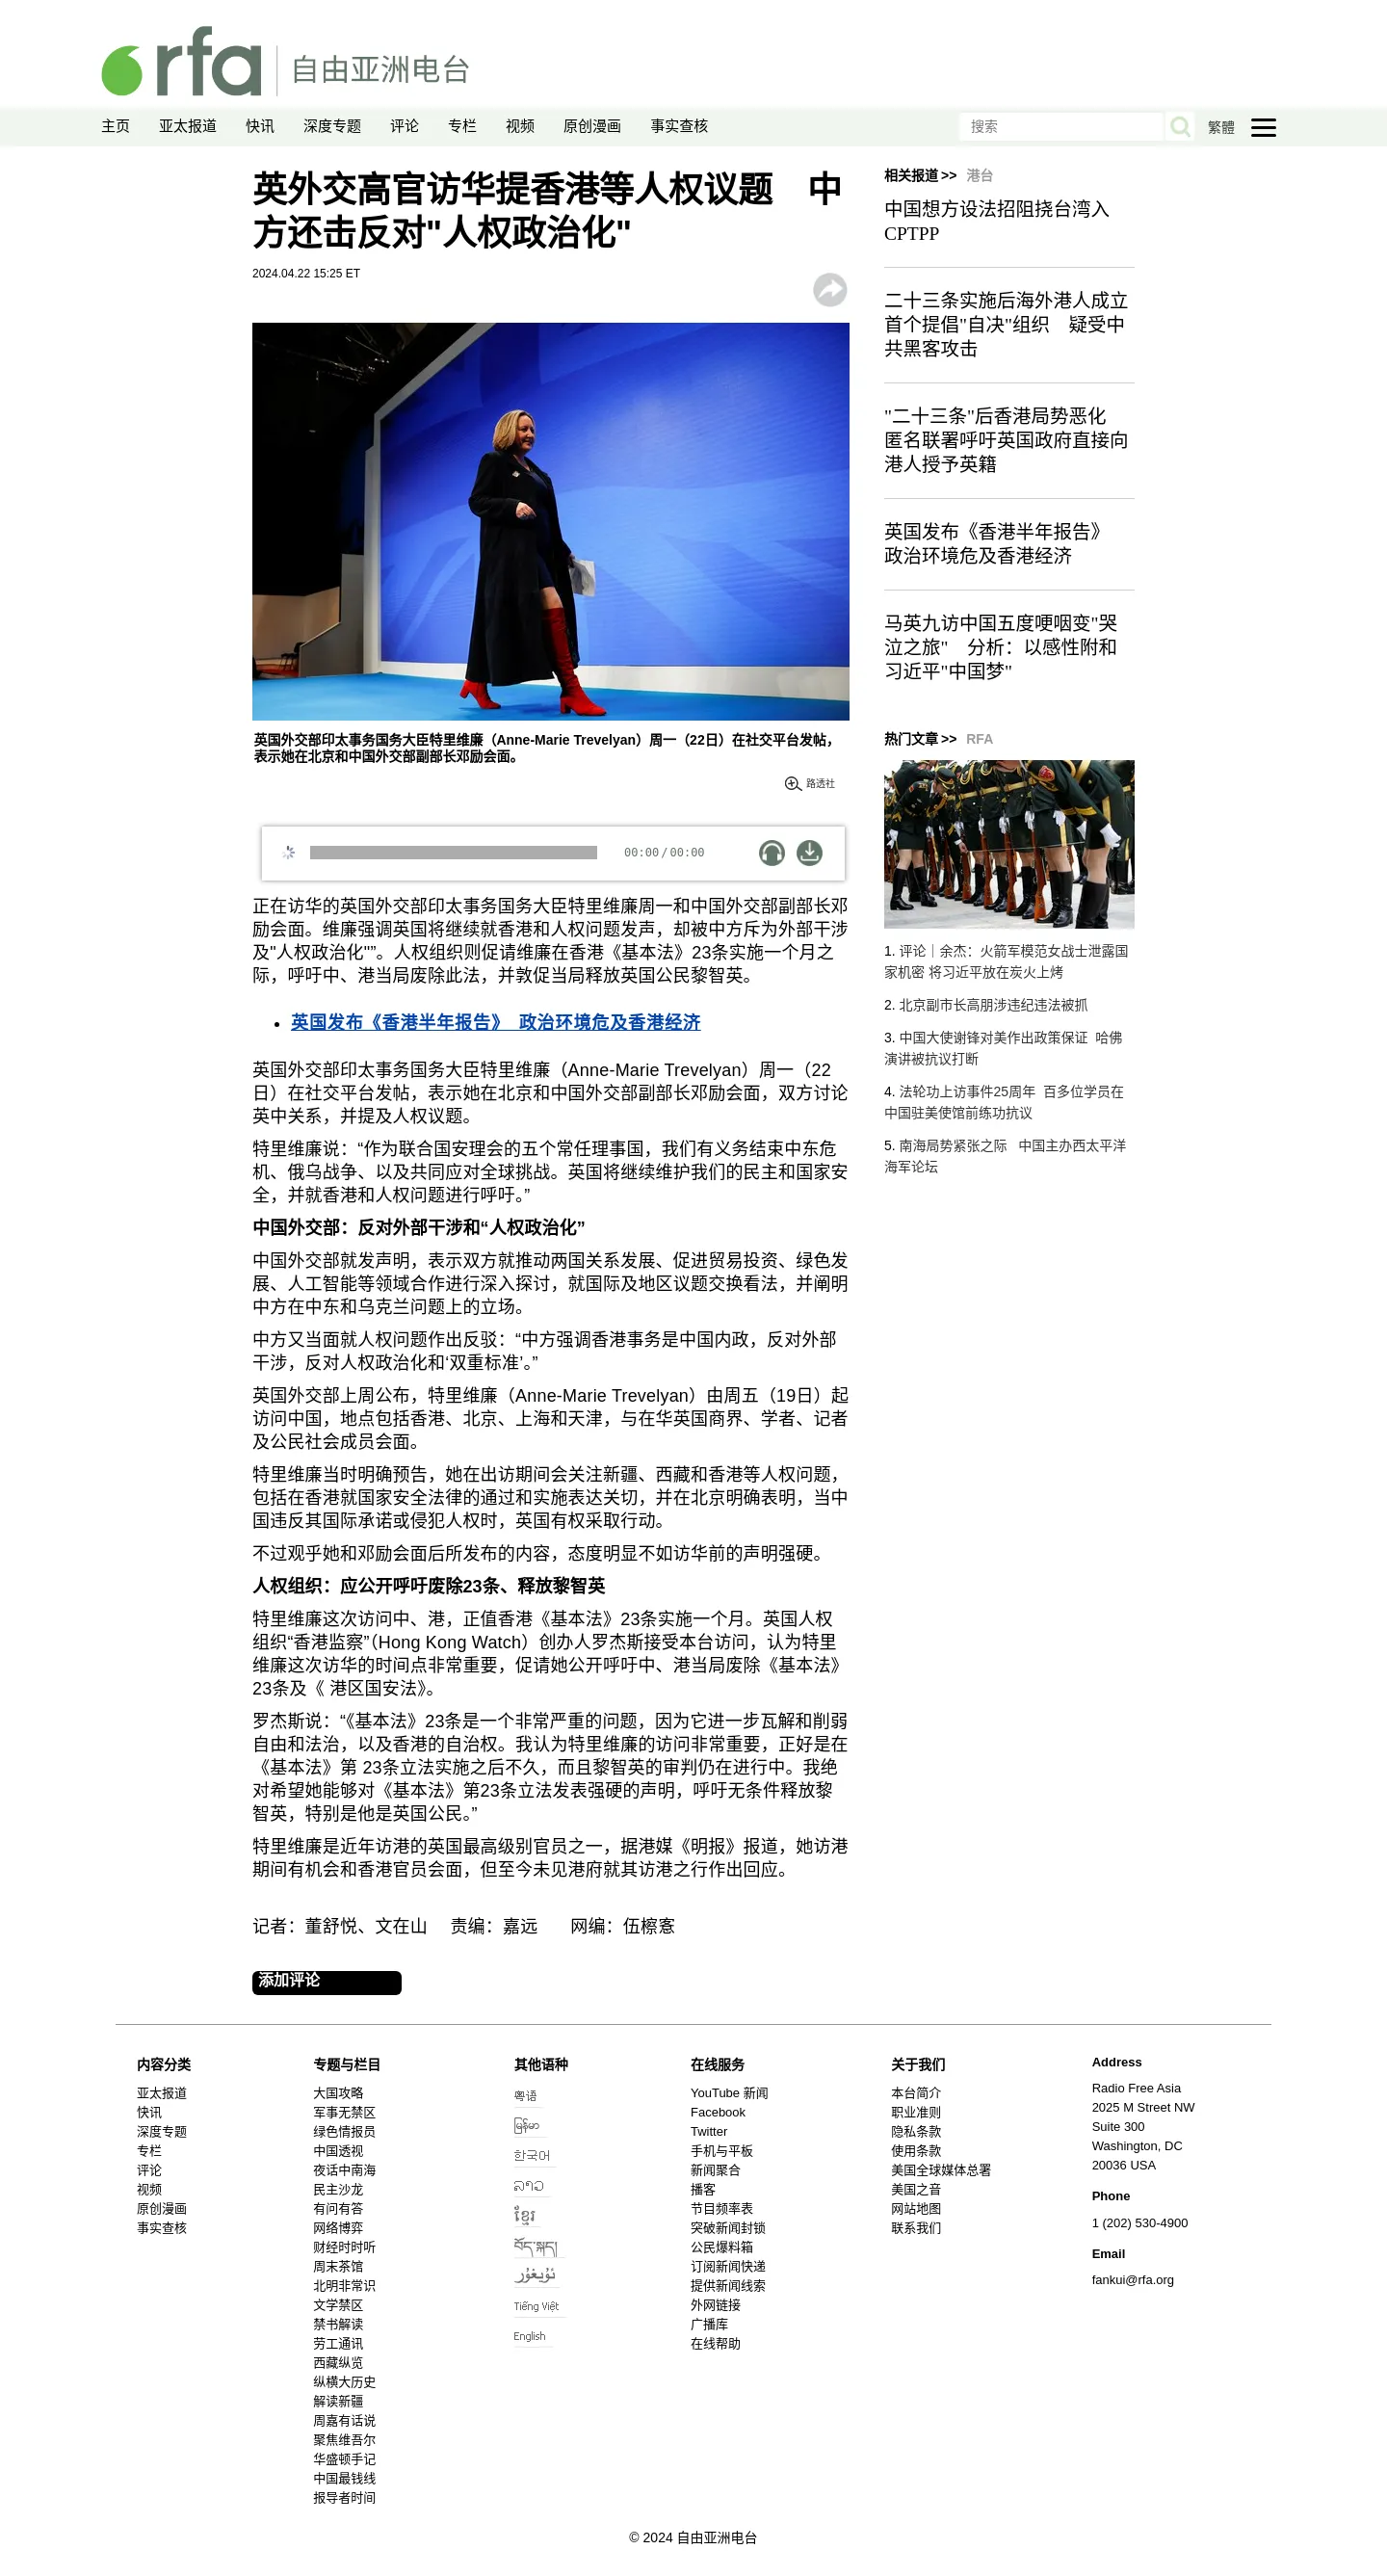 rfa 自由亚洲电台
主页 亚太报道 快讯 深度专题 评论 专栏 视频 原创漫画 事实查核 搜索 繁體
英外交高官访华提香港等人权议题　中
方还击反对"人权政治化"
2024.04.22 15:25 ET
英国外交部印太事务国务大臣特里维廉（Anne-Marie Trevelyan）周一（22日）在社交平台发帖，
表示她在北京和中国外交部副部长邓励会面。
路透社
00:00 / 00:00
正在访华的英国外交部印太事务国务大臣特里维廉周一和中国外交部副部长邓
励会面。维廉强调英国将继续就香港和人权问题发声，却被中方斥为外部干涉
及"人权政治化"”。人权组织则促请维廉在香港《基本法》23条实施一个月之
际，呼吁中、港当局废除此法，并敦促当局释放英国公民黎智英。
英国发布《香港半年报告》 政治环境危及香港经济
英国外交部印太事务国务大臣特里维廉（Anne-Marie Trevelyan）周一（22
日）在社交平台发帖，表示她在北京和中国外交部副部长邓励会面，双方讨论
英中关系，并提及人权议题。
特里维廉说：“作为联合国安理会的五个常任理事国，我们有义务结束中东危
机、俄乌战争、以及共同应对全球挑战。英国将继续维护我们的民主和国家安
全，并就香港和人权问题进行呼吁。”
中国外交部：反对外部干涉和“人权政治化”
中国外交部就发声明，表示双方就推动两国关系发展、促进贸易投资、绿色发
展、人工智能等领域合作进行深入探讨，就国际及地区议题交换看法，并阐明
中方在中东和乌克兰问题上的立场。
中方又当面就人权问题作出反驳：“中方强调香港事务是中国内政，反对外部
干涉，反对人权政治化和‘双重标准’。”
英国外交部上周公布，特里维廉（Anne-Marie Trevelyan）由周五（19日）起
访问中国，地点包括香港、北京、上海和天津，与在华英国商界、学者、记者
及公民社会成员会面。
特里维廉当时明确预告，她在出访期间会关注新疆、西藏和香港等人权问题，
包括在香港就国家安全法律的通过和实施表达关切，并在北京明确表明，当中
国违反其国际承诺或侵犯人权时，英国有权采取行动。
不过观乎她和邓励会面后所发布的内容，态度明显不如访华前的声明强硬。
人权组织：应公开呼吁废除23条、释放黎智英
特里维廉这次访问中、港，正值香港《基本法》23条实施一个月。英国人权
组织“香港监察”（Hong Kong Watch）创办人罗杰斯接受本台访问，认为特里
维廉这次访华的时间点非常重要，促请她公开呼吁中、港当局废除《基本法》
23条及《 港区国安法》。
罗杰斯说：“《基本法》23条是一个非常严重的问题，因为它进一步瓦解和削弱
自由和法治，以及香港的自治权。我认为特里维廉的访问非常重要，正好是在
《基本法》第 23条立法实施之后不久，而且黎智英的审判仍在进行中。我绝
对希望她能够对《基本法》第23条立法发表强硬的声明，呼吁无条件释放黎
智英，特别是他是英国公民。”
特里维廉是近年访港的英国最高级别官员之一，据港媒《明报》报道，她访港
期间有机会和香港官员会面，但至今未见港府就其访港之行作出回应。
记者：董舒悦、文在山 责编：嘉远 网编：伍檫愙
添加评论
相关报道 >> 港台
中国想方设法招阻挠台湾入
CPTPP
二十三条实施后海外港人成立
首个提倡"自决"组织　疑受中
共黑客攻击
"二十三条"后香港局势恶化
匿名联署呼吁英国政府直接向
港人授予英籍
英国发布《香港半年报告》
政治环境危及香港经济
马英九访中国五度哽咽变"哭
泣之旅"　分析：以感性附和
习近平"中国梦"
热门文章 >> RFA
1. 评论｜余杰：火箭军模范女战士泄露国
家机密 将习近平放在炭火上烤
2. 北京副市长高朋涉违纪违法被抓
3. 中国大使谢锋对美作出政策保证 哈佛
演讲被抗议打断
4. 法轮功上访事件25周年 百多位学员在
中国驻美使馆前练功抗议
5. 南海局势紧张之际 中国主办西太平洋
海军论坛
内容分类
亚太报道
快讯
深度专题
专栏
评论
视频
原创漫画
事实查核
专题与栏目
大国攻略
军事无禁区
绿色情报员
中国透视
夜话中南海
民主沙龙
有问有答
网络博弈
财经时时听
周末茶馆
北明非常识
文学禁区
禁书解读
劳工通讯
西藏纵览
纵横大历史
解读新疆
周嘉有话说
聚焦维吾尔
华盛顿手记
中国最钱线
报导者时间
其他语种
粤语
မြန်မာ
한국어
ລາວ
ខ្មែរ
བོད་སྐད།
ئۇيغۇر
Tiếng Việt
English
在线服务
YouTube 新闻
Facebook
Twitter
手机与平板
新闻聚合
播客
节目频率表
突破新闻封锁
公民爆料箱
订阅新闻快递
提供新闻线索
外网链接
广播库
在线帮助
关于我们
本台简介
职业准则
隐私条款
使用条款
美国全球媒体总署
美国之音
网站地图
联系我们
Address
Radio Free Asia
2025 M Street NW
Suite 300
Washington, DC
20036 USA
Phone
1 (202) 530-4900
Email
fankui@rfa.org
© 2024 自由亚洲电台